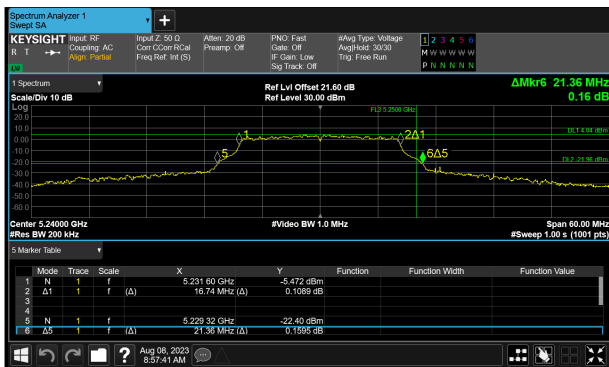 Spectrum Analyzer 1
Swept SA
KEYSIGHT Input: RF Input Z: 50 Ω Atten: 20 dB PNO: Fast #Avg Type: Voltage 1 2 3 4 5 6
R T Coupling: AC Corr CCorr RCal Preamp: Off Gate: Off Avg|Hold: 30/30 M W W W W W
Align: Partial Freq Ref: Int (S) IF Gain: Low Trig: Free Run
LXI Sig Track: Off P N N N N N
1 Spectrum Ref Lvl Offset 21.60 dB ΔMkr6 21.36 MHz
Scale/Div 10 dB Ref Level 30.00 dBm 0.16 dB
Log FL3 5.2500 GHz
20.0
10.0 DL1 4.04 dBm
0.00 1 2Δ1
-10.0
-20.0 5 6Δ5 DL2 -21.96 dBm
-30.0
-40.0
-50.0
-60.0
Center 5.24000 GHz #Video BW 1.0 MHz Span 60.00 MHz
#Res BW 200 kHz #Sweep 1.00 s (1001 pts)
5 Marker Table
Mode Trace Scale X Y Function Function Width Function Value
1 N 1 f 5.231 60 GHz -5.472 dBm
2 Δ1 1 f (Δ) 16.74 MHz (Δ) 0.1089 dB
3
4
5 N 1 f 5.229 32 GHz -22.40 dBm
6 Δ5 1 f (Δ) 21.36 MHz (Δ) 0.1595 dB
? Aug 08, 2023
8:57:41 AM